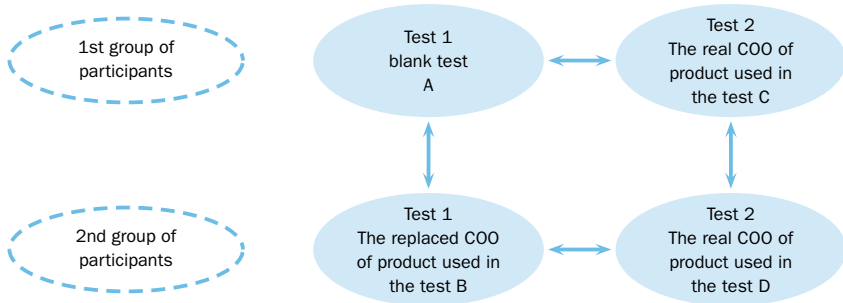 1st group of
participants
Test 1
blank test
A
Test 2
The real COO of
product used in
the test C
2nd group of
participants
Test 1
The replaced COO
of product used in
the test B
Test 2
The real COO of
product used in
the test D